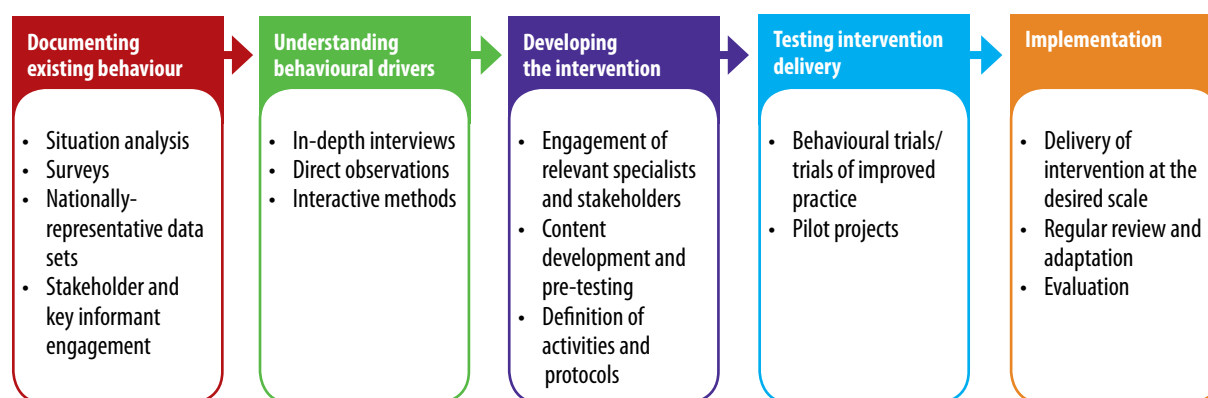 Documenting
existing behaviour
• Situation analysis
• Surveys
• Nationally-
representative data
sets
• Stakeholder and
key informant
engagement
Understanding
behavioural drivers
• In-depth interviews
• Direct observations
• Interactive methods
Developing
the intervention
• Engagement of
relevant specialists
and stakeholders
• Content
development and
pre-testing
• Definition of
activities and
protocols
Testing intervention
delivery
• Behavioural trials/
trials of improved
practice
• Pilot projects
Implementation
• Delivery of
intervention at the
desired scale
• Regular review and
adaptation
• Evaluation